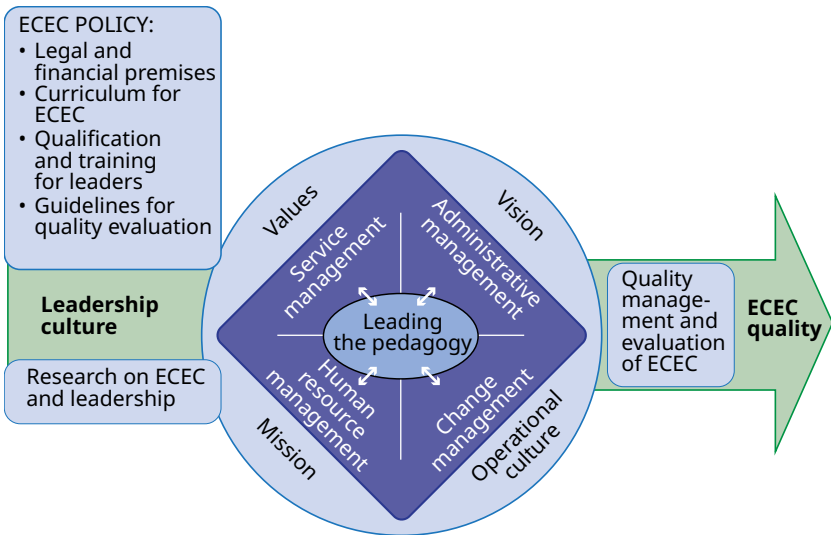 ECEC POLICY:
• Legal and
financial premises
• Curriculum for
ECEC
• Qualification
and training
for leaders
• Guidelines for
quality evaluation
Leadership
culture
Research on ECEC
and leadership
Values
Vision
Service
management
Administrative
management
Leading
the pedagogy
Human
resource
management
Change
management
Mission
Operational
culture
Quality
manage-
ment and
evaluation
of ECEC
ECEC
quality